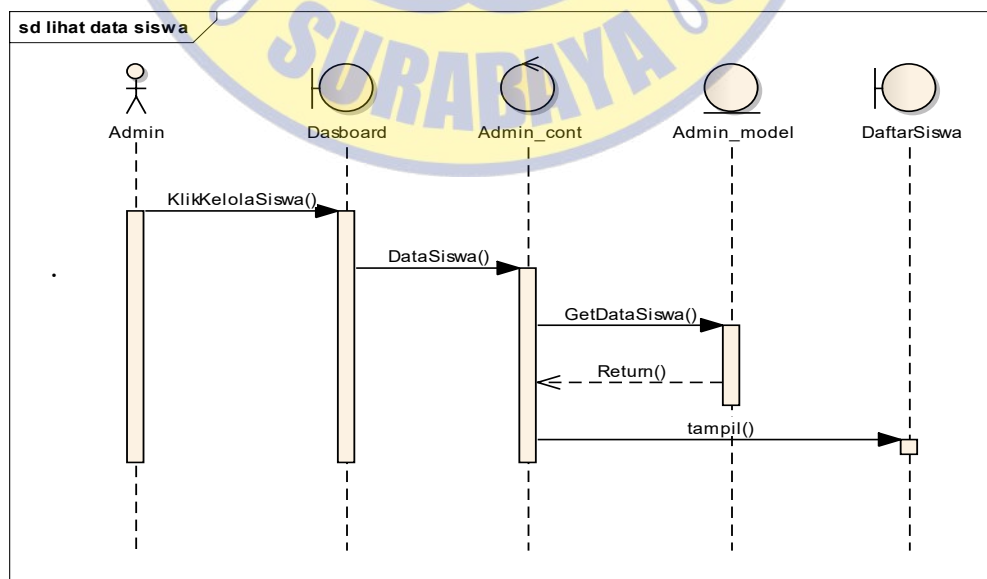 sd lihat data siswa
SURABAYA
Admin
Dasboard
Admin_cont
Admin_model
DaftarSiswa
KlikKelolaSiswa()
DataSiswa()
GetDataSiswa()
Return()
tampil()